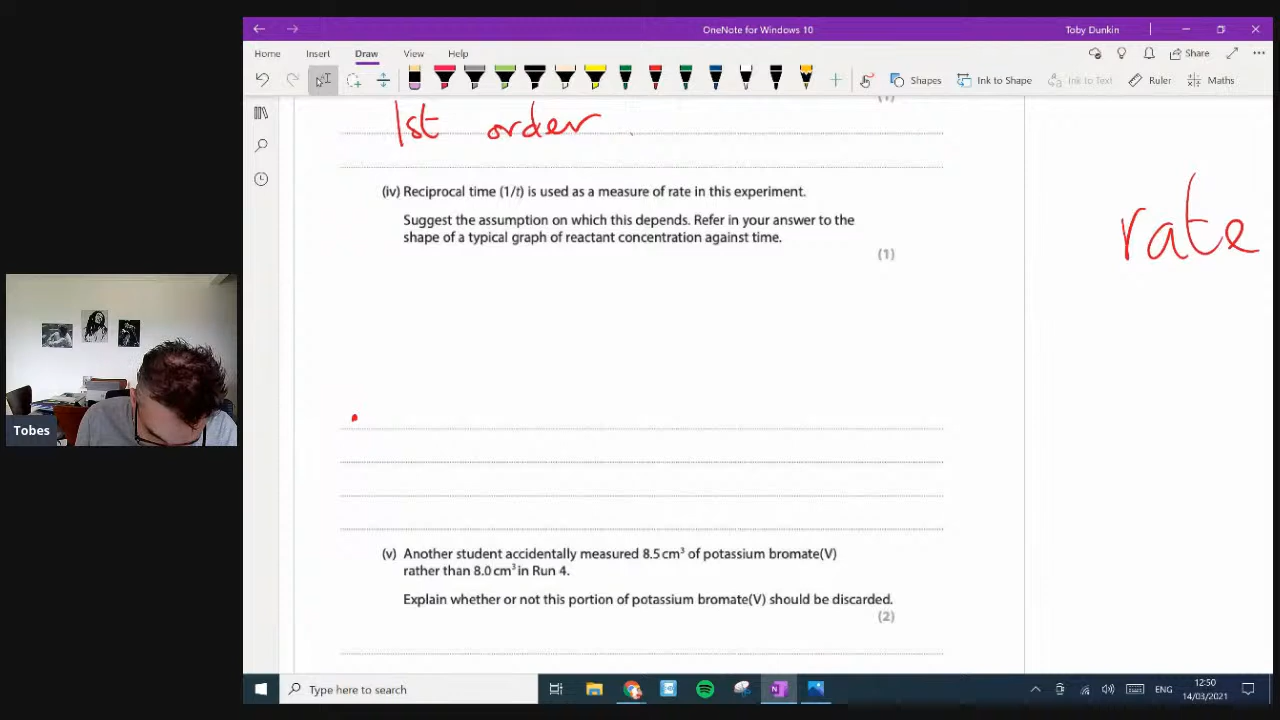 OneNote for Windows 10
Toby Dunkin
Home Insert Draw View Help
Share
Shapes Ink to Shape Ink to Text Ruler Maths
(1)
1st order
(iv) Reciprocal time (1/t) is used as a measure of rate in this experiment.
Suggest the assumption on which this depends. Refer in your answer to the
shape of a typical graph of reactant concentration against time.
(1)
rate
Tobes
(v) Another student accidentally measured 8.5 cm³ of potassium bromate(V)
rather than 8.0 cm³ in Run 4.
Explain whether or not this portion of potassium bromate(V) should be discarded.
(2)
Type here to search
ENG
12:50
14/03/2021